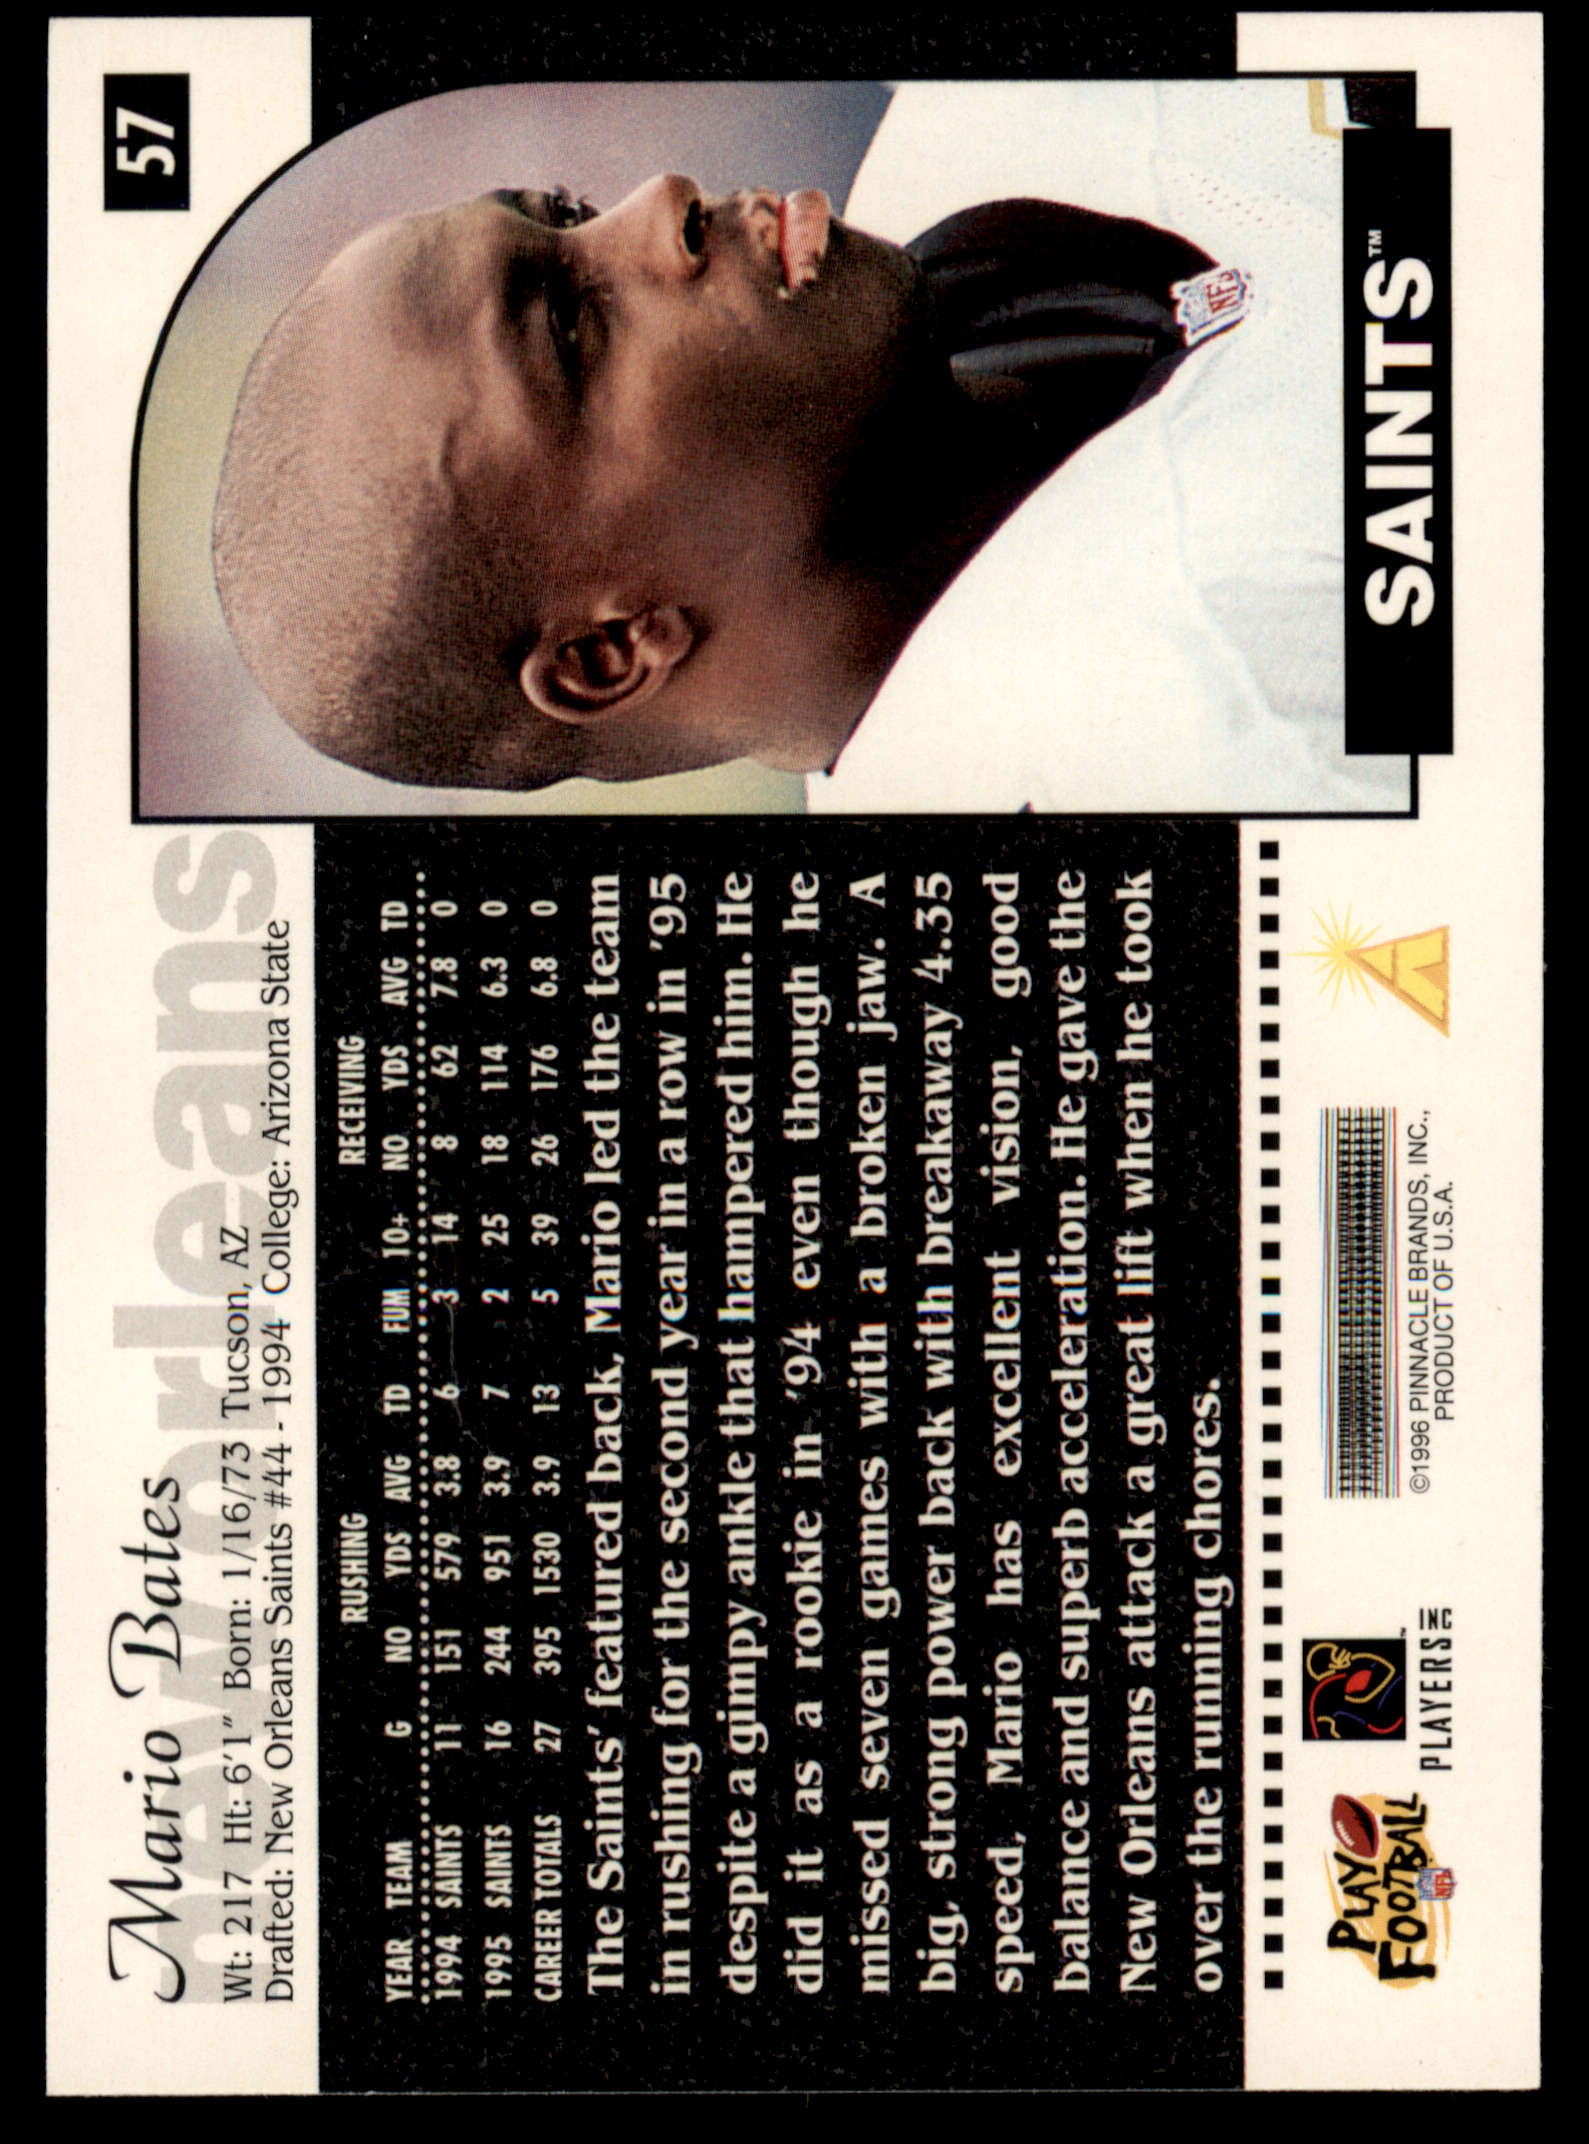 57
Mario Bates
new orleans
Wt: 217 Ht: 6'1" Born: 1/16/73 Tucson, AZ
Drafted: New Orleans Saints #44 - 1994 College: Arizona State
RUSHING RECEIVING
YEAR TEAM G NO YDS AVG TD FUM 10+ NO YDS AVG TD
1994 SAINTS 11 151 579 3.8 6 3 14 8 62 7.8 0
1995 SAINTS 16 244 951 3.9 7 2 25 18 114 6.3 0
CAREER TOTALS 27 395 1530 3.9 13 5 39 26 176 6.8 0
The Saints' featured back, Mario led the team
in rushing for the second year in a row in '95
despite a gimpy ankle that hampered him. He
did it as a rookie in '94 even though he
missed seven games with a broken jaw. A
big, strong power back with breakaway 4.35
speed, Mario has excellent vision, good
balance and superb acceleration. He gave the
New Orleans attack a great lift when he took
over the running chores.
NFL
SAINTS™
PLAY
FOOTBALL
NFL
PLAYERS INC
©1996 PINNACLE BRANDS, INC.,
PRODUCT OF U.S.A.